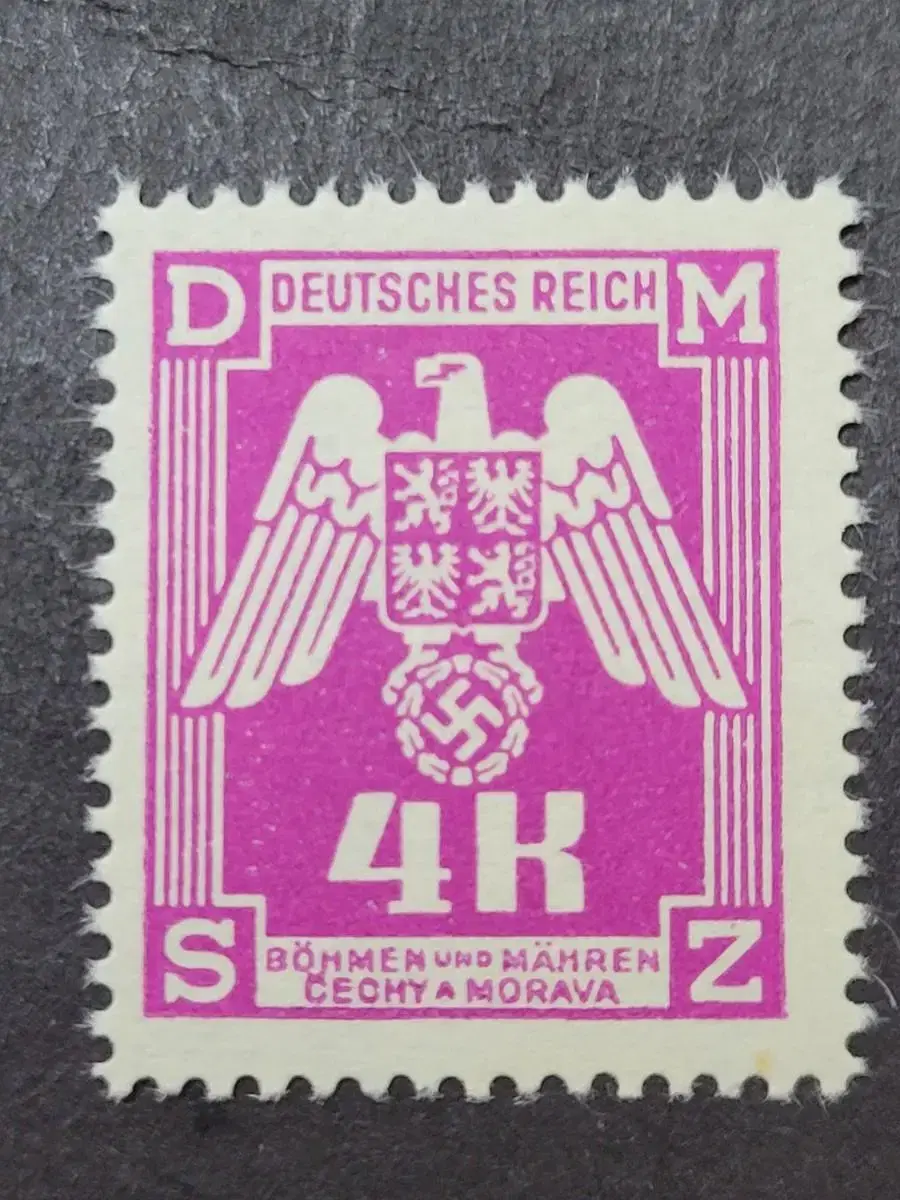 D DEUTSCHES REICH M
4K
S BÖHMEN UND MÄHREN Z
ČECHY A MORAVA